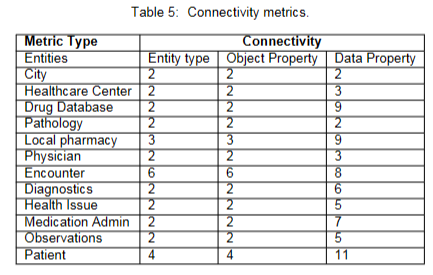 Table 5: Connectivity metrics.
Metric Type Connectivity
Entities Entity type Object Property Data Property
City 2 2 2
Healthcare Center 2 2 3
Drug Database 2 2 9
Pathology 2 2 2
Local pharmacy 3 3 9
Physician 2 2 3
Encounter 6 6 8
Diagnostics 2 2 6
Health Issue 2 2 5
Medication Admin 2 2 7
Observations 2 2 5
Patient 4 4 11